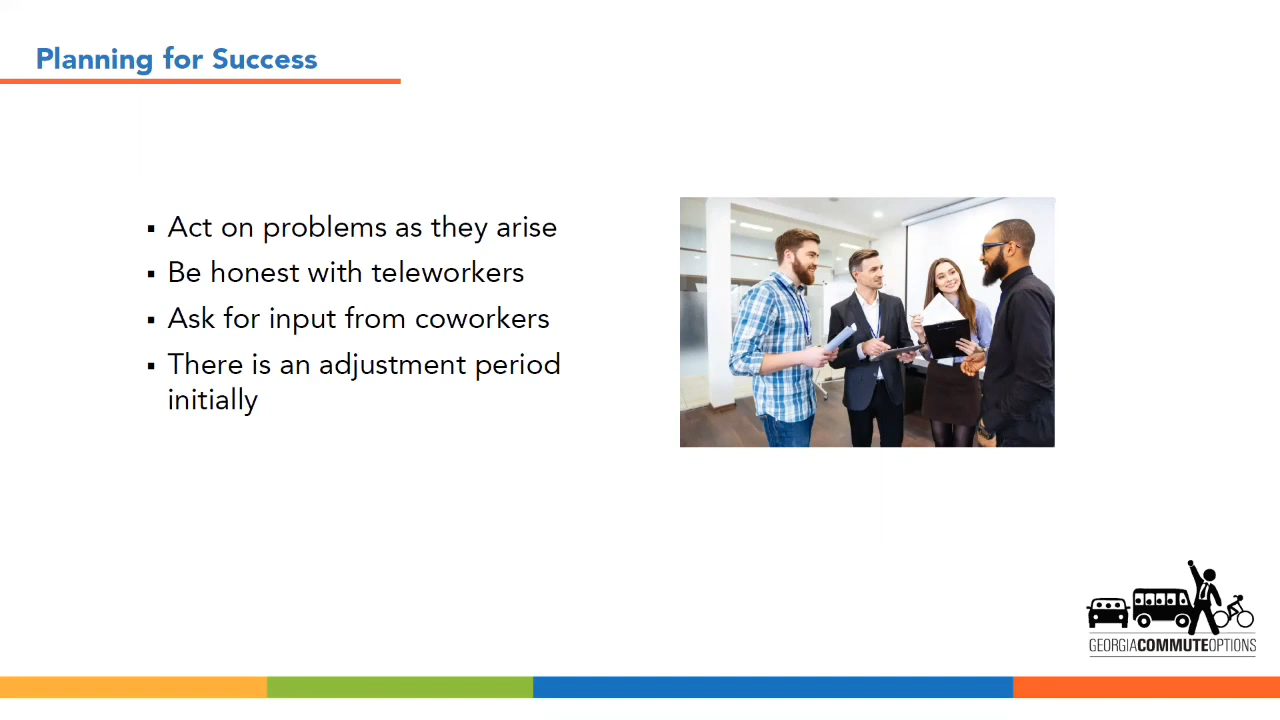 Planning for Success
▪ Act on problems as they arise
▪ Be honest with teleworkers
▪ Ask for input from coworkers
▪ There is an adjustment period
initially
GEORGIACOMMUTEOPTIONS